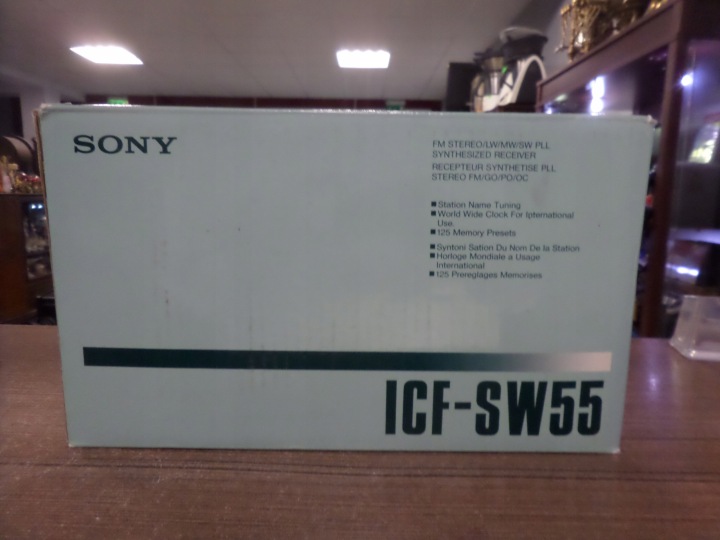 SONY
FM STEREO/LW/MW/SW PLL
SYNTHESIZED RECEIVER
RECEPTEUR SYNTHETISE PLL
STEREO FM/GO/PO/OC
■ Station Name Tuning
■ World Wide Clock For International
Use
■ 125 Memory Presets
■ Syntoni Sation Du Nom De la Station
■ Horloge Mondiale a Usage
International
■ 125 Prereglages Memorises
ICF-SW55